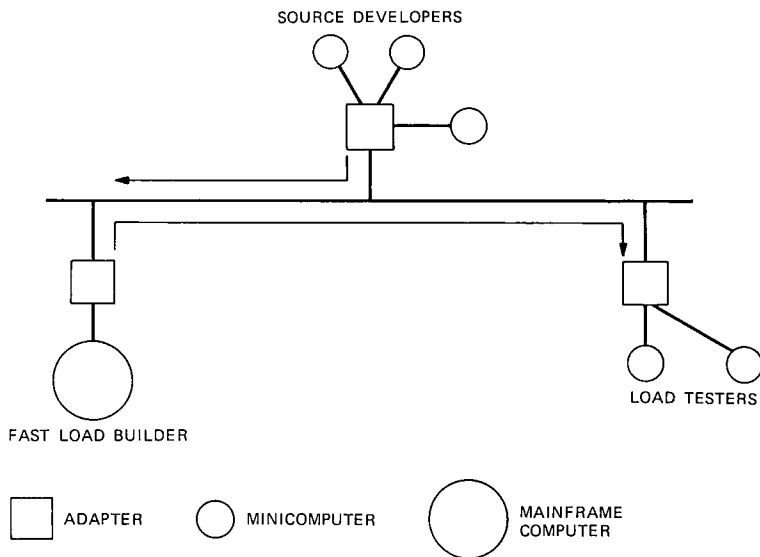 SOURCE DEVELOPERS
FAST LOAD BUILDER
LOAD TESTERS
ADAPTER
MINICOMPUTER
MAINFRAME
COMPUTER